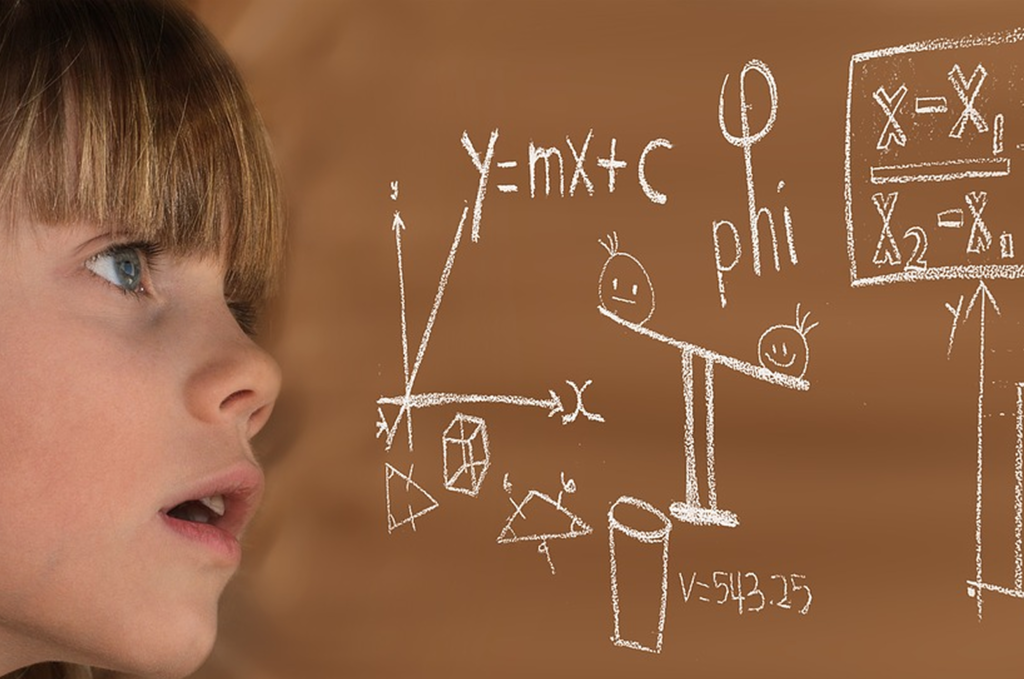 y=mx+c
φ
phi
x-x₁
x₂-x₁
y
y
x
V=543.25